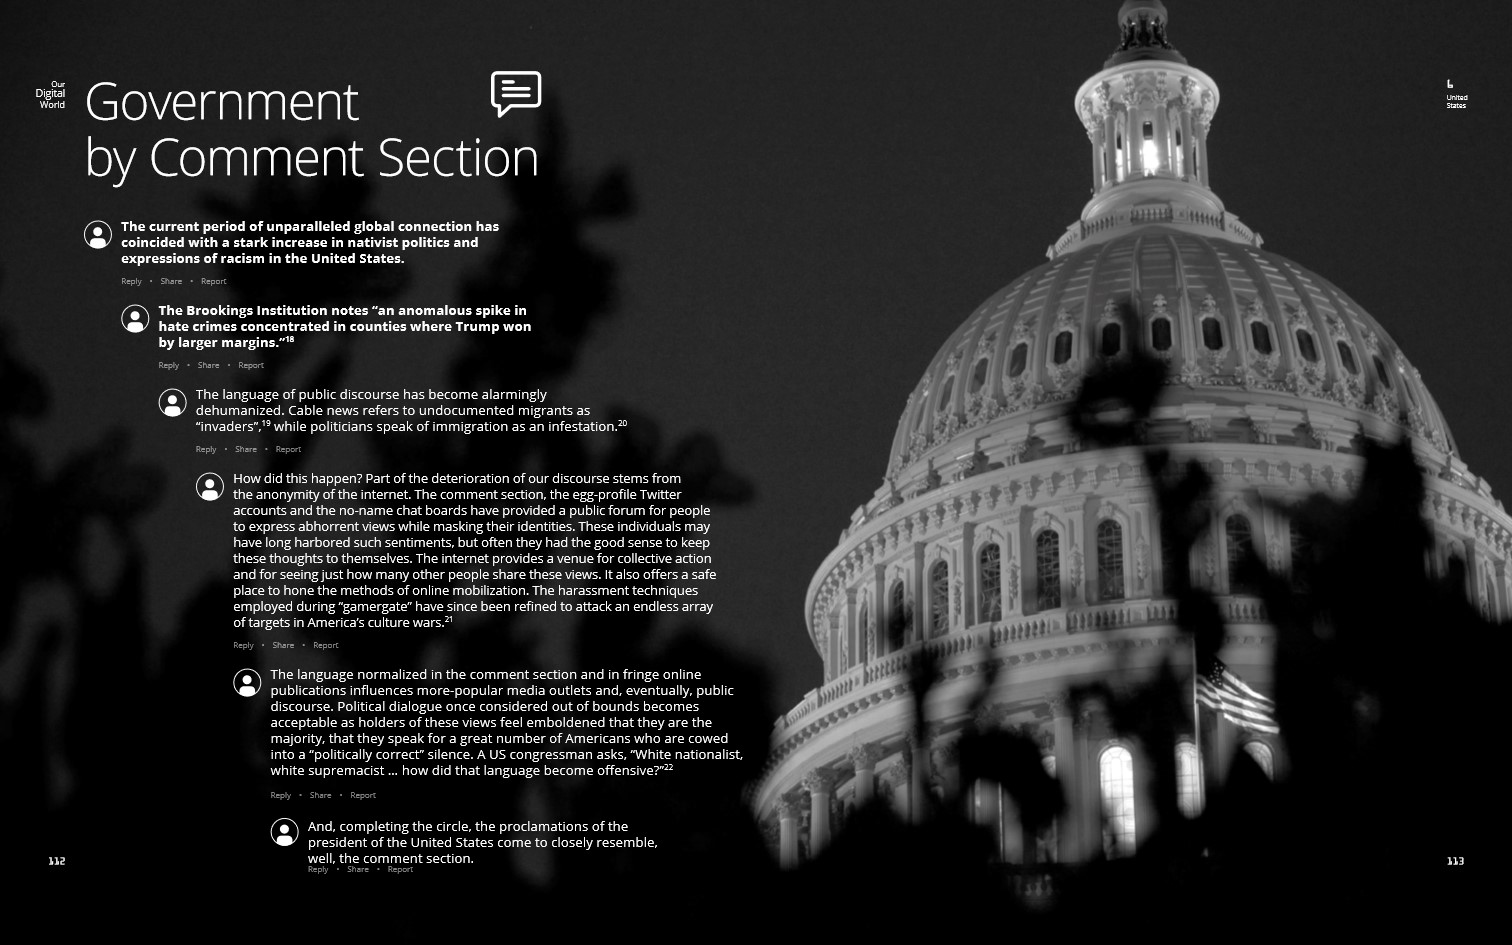 Our
Digital
World
Government
by Comment Section
United
States
The current period of unparalleled global connection has
coincided with a stark increase in nativist politics and
expressions of racism in the United States.
Reply • Share • Report
The Brookings Institution notes “an anomalous spike in
hate crimes concentrated in counties where Trump won
by larger margins.”18
Reply • Share • Report
The language of public discourse has become alarmingly
dehumanized. Cable news refers to undocumented migrants as
“invaders”,19 while politicians speak of immigration as an infestation.20
Reply • Share • Report
How did this happen? Part of the deterioration of our discourse stems from
the anonymity of the internet. The comment section, the egg-profile Twitter
accounts and the no-name chat boards have provided a public forum for people
to express abhorrent views while masking their identities. These individuals may
have long harbored such sentiments, but often they had the good sense to keep
these thoughts to themselves. The internet provides a venue for collective action
and for seeing just how many other people share these views. It also offers a safe
place to hone the methods of online mobilization. The harassment techniques
employed during “gamergate” have since been refined to attack an endless array
of targets in America’s culture wars.21
Reply • Share • Report
The language normalized in the comment section and in fringe online
publications influences more-popular media outlets and, eventually, public
discourse. Political dialogue once considered out of bounds becomes
acceptable as holders of these views feel emboldened that they are the
majority, that they speak for a great number of Americans who are cowed
into a “politically correct” silence. A US congressman asks, “White nationalist,
white supremacist ... how did that language become offensive?”22
Reply • Share • Report
And, completing the circle, the proclamations of the
president of the United States come to closely resemble,
well, the comment section.
Reply • Share • Report
112
113